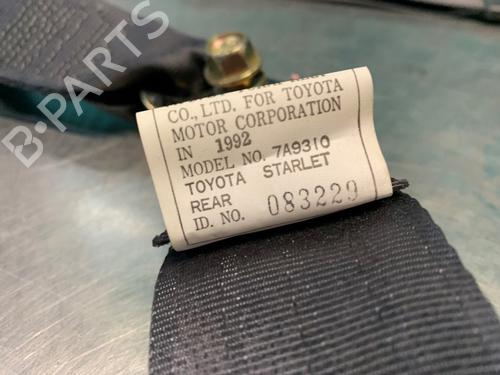 CO., LTD. FOR TOYOTA
MOTOR CORPORATION
IN 1992
MODEL NO. 7A9310
TOYOTA STARLET
REAR
ID. NO. 083229
B-PARTS